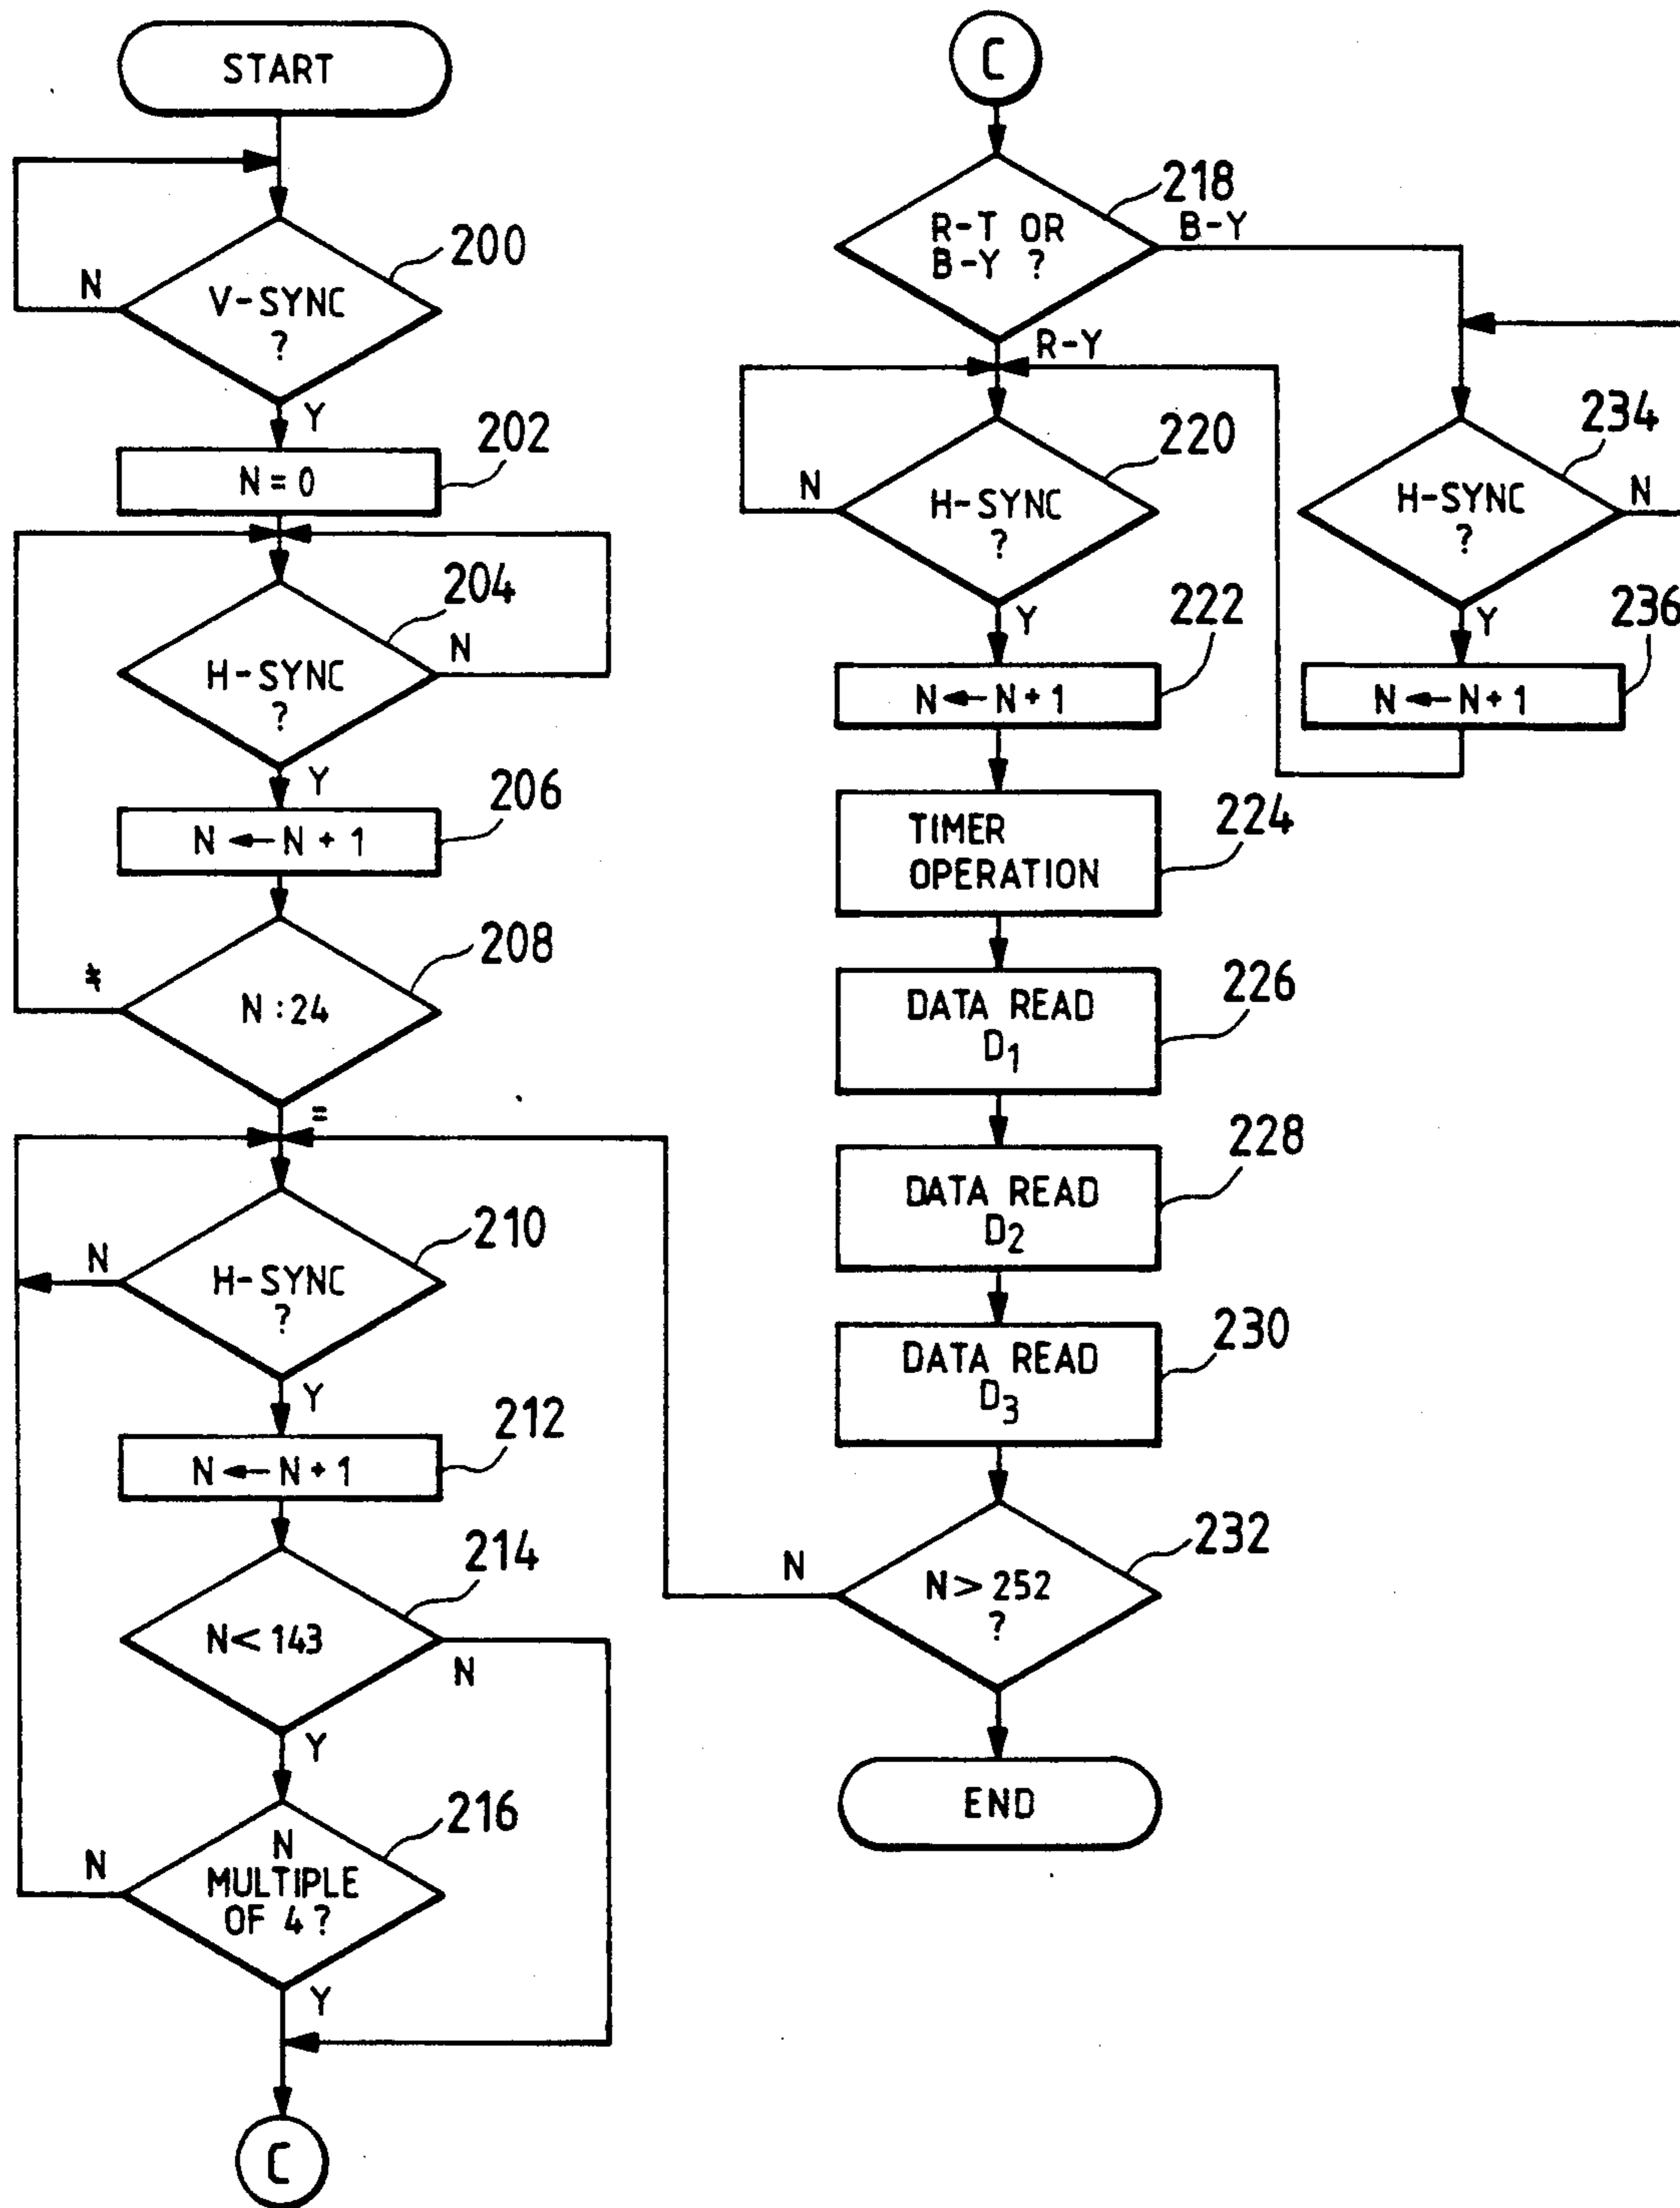 START
200
N
V-SYNC
?
Y
202
N = 0
204
H-SYNC
?
N
Y
206
N ← N + 1
208
≠
N : 24
=
210
N
H-SYNC
?
Y
212
N ← N + 1
214
N < 143
N
Y
216
N
N
MULTIPLE
OF 4 ?
Y
C
C
218
R-T OR
B-Y ?
B-Y
R-Y
220
N
H-SYNC
?
Y
222
N ← N + 1
224
TIMER
OPERATION
226
DATA READ
D1
228
DATA READ
D2
230
DATA READ
D3
232
N
N > 252
?
END
234
H-SYNC
?
N
Y
236
N ← N + 1